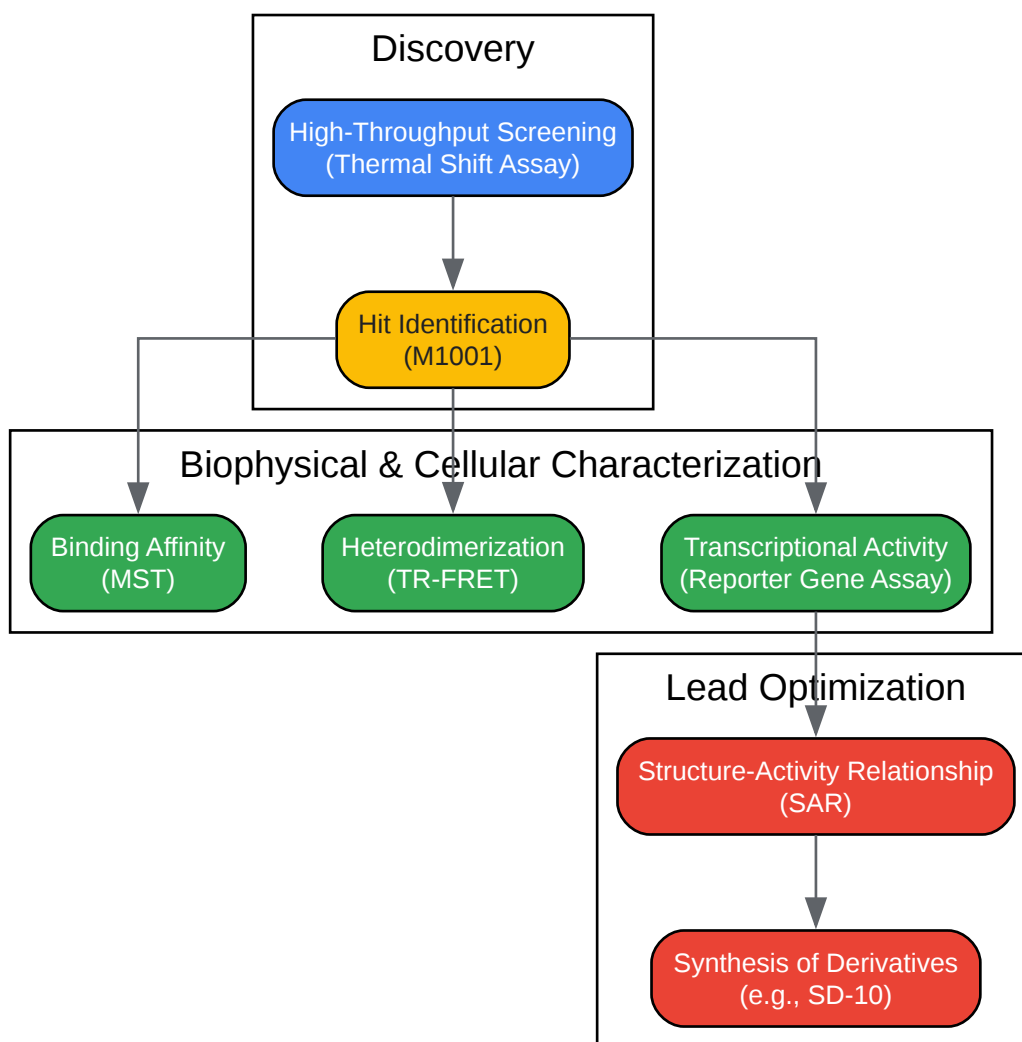 Discovery
High-Throughput Screening
(Thermal Shift Assay)
Hit Identification
(M1001)
Biophysical & Cellular Characterization
Binding Affinity
(MST)
Heterodimerization
(TR-FRET)
Transcriptional Activity
(Reporter Gene Assay)
Lead Optimization
Structure-Activity Relationship
(SAR)
Synthesis of Derivatives
(e.g., SD-10)